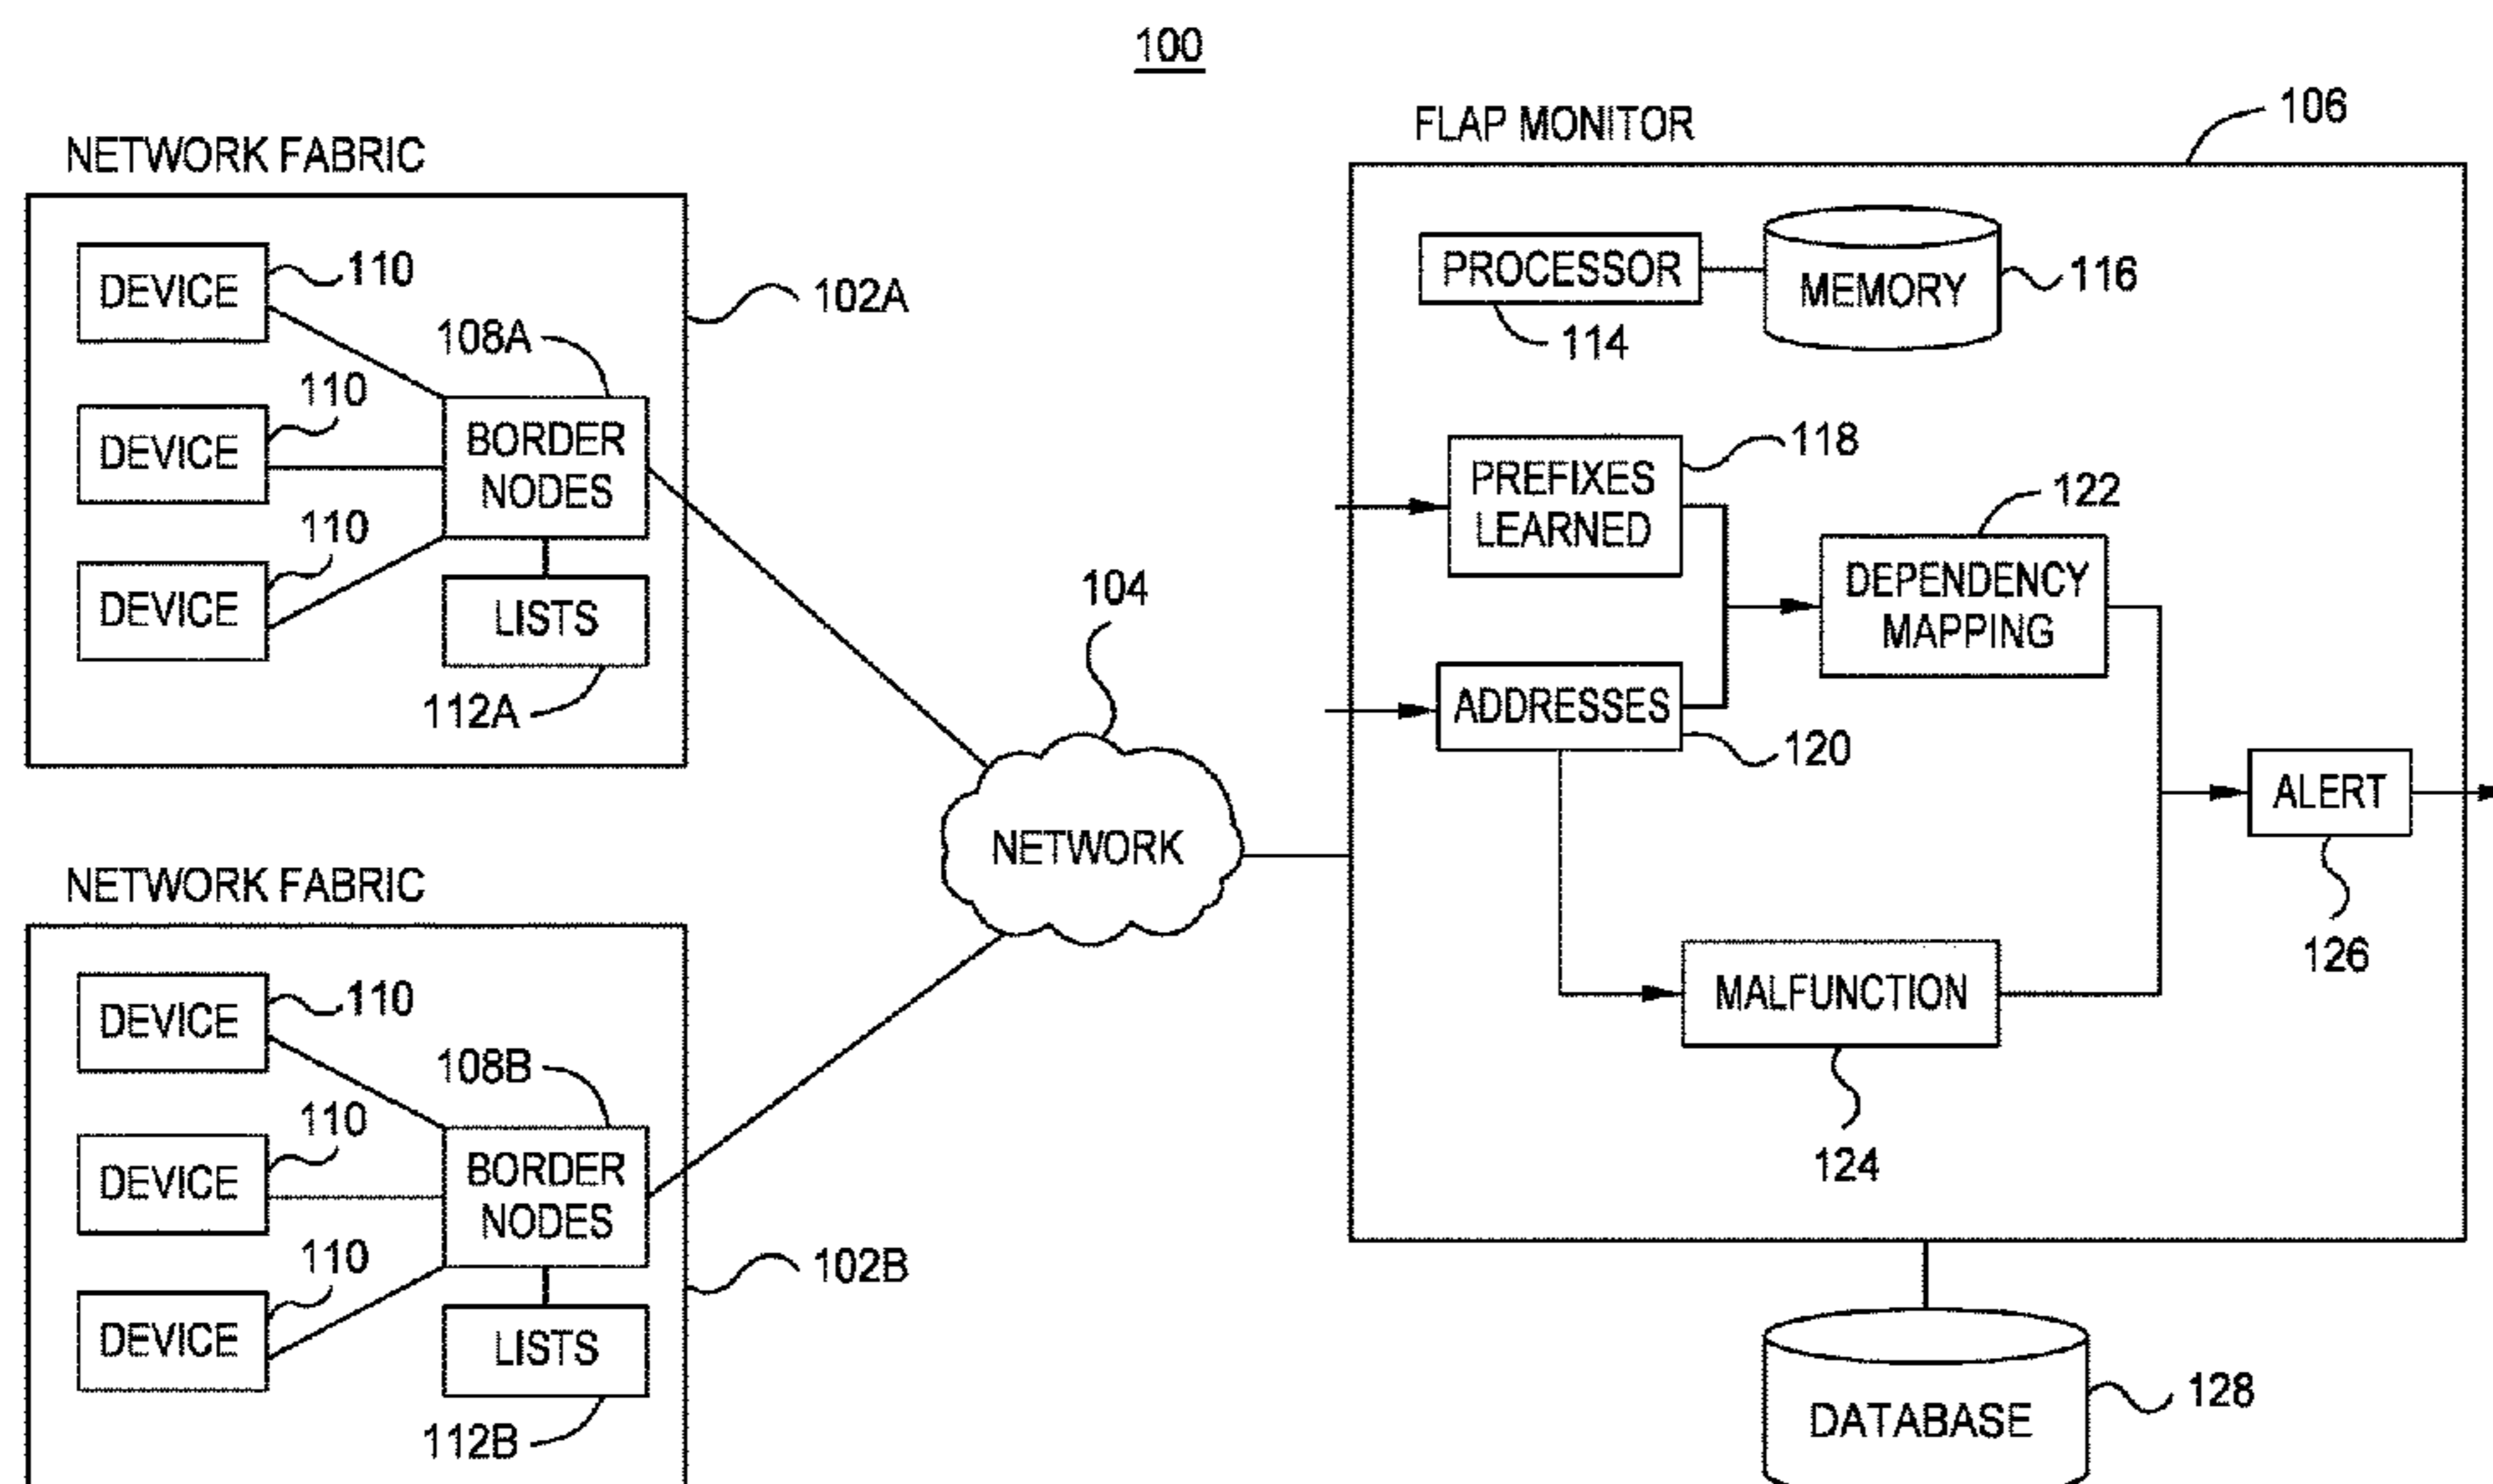 100
NETWORK FABRIC
DEVICE
110
102A
108A
DEVICE
110
BORDER
NODES
DEVICE
110
LISTS
112A
NETWORK FABRIC
DEVICE
110
108B
DEVICE
110
BORDER
NODES
102B
DEVICE
110
LISTS
112B
104
NETWORK
FLAP MONITOR
106
PROCESSOR
114
MEMORY
116
PREFIXES
LEARNED
118
DEPENDENCY
MAPPING
122
ADDRESSES
120
ALERT
126
MALFUNCTION
124
DATABASE
128